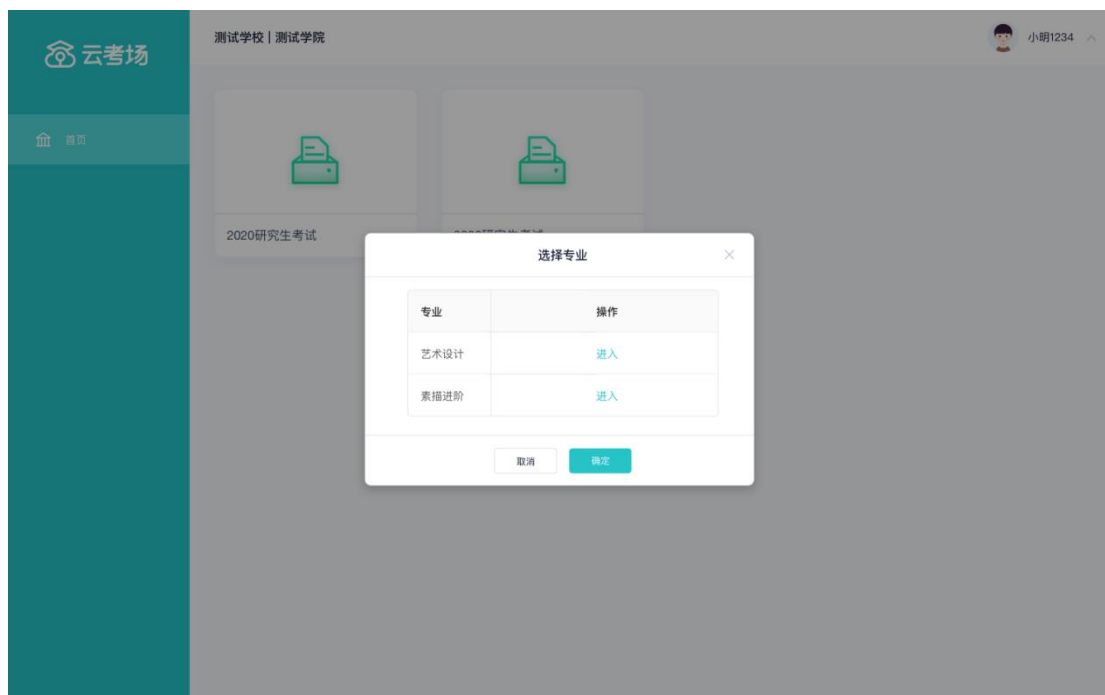 云考场
测试学校 | 测试学院
小明1234
首页
2020研究生考试
选择专业
专业 操作
艺术设计 进入
素描进阶 进入
取消 确定